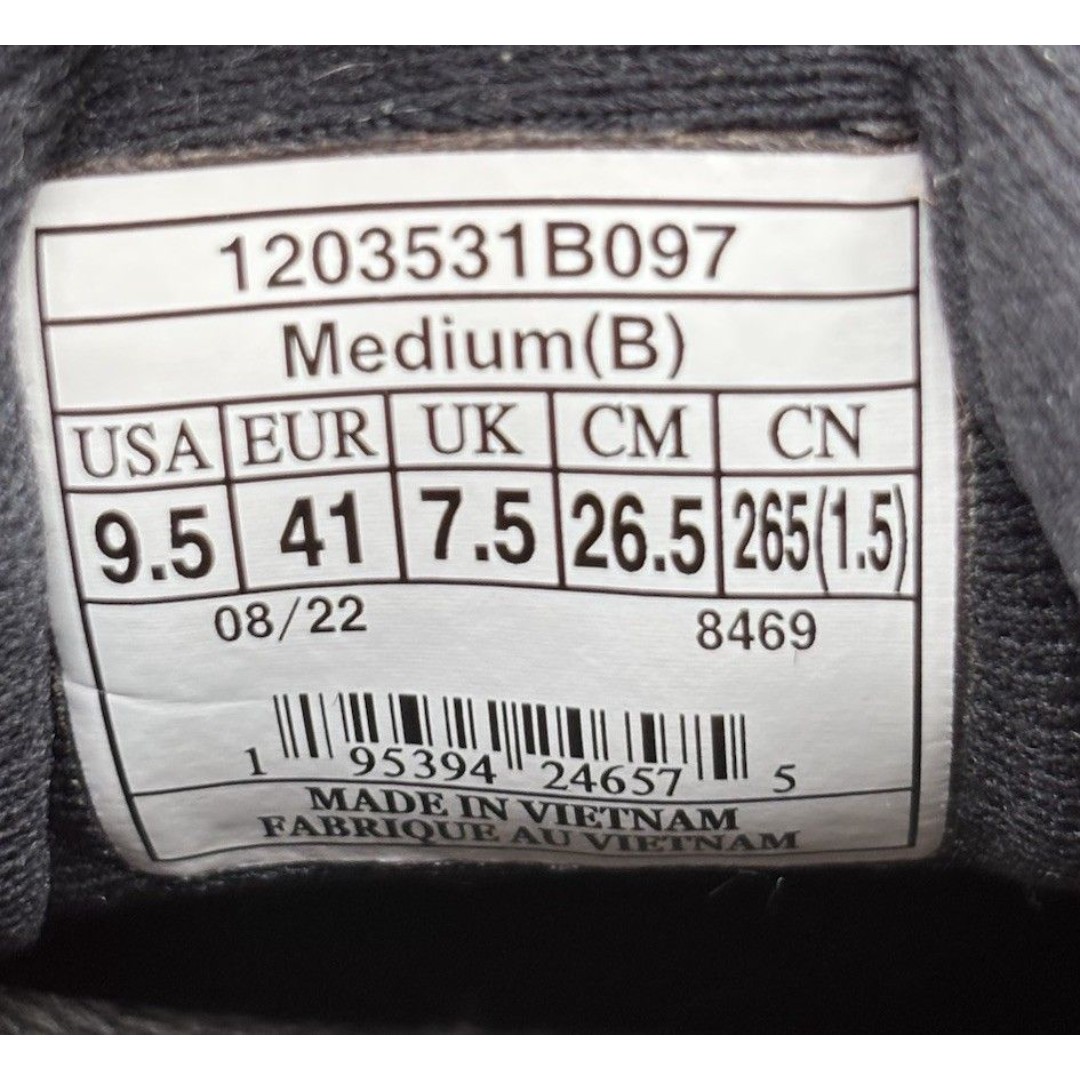 1203531B097
Medium(B)
USA EUR UK CM CN
9.5 41 7.5 26.5 265(1.5)
08/22 8469
1 95394 24657 5
MADE IN VIETNAM
FABRIQUE AU VIETNAM